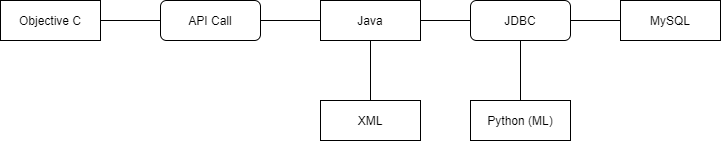 Objective C
API Call
Java
JDBC
MySQL
XML
Python (ML)